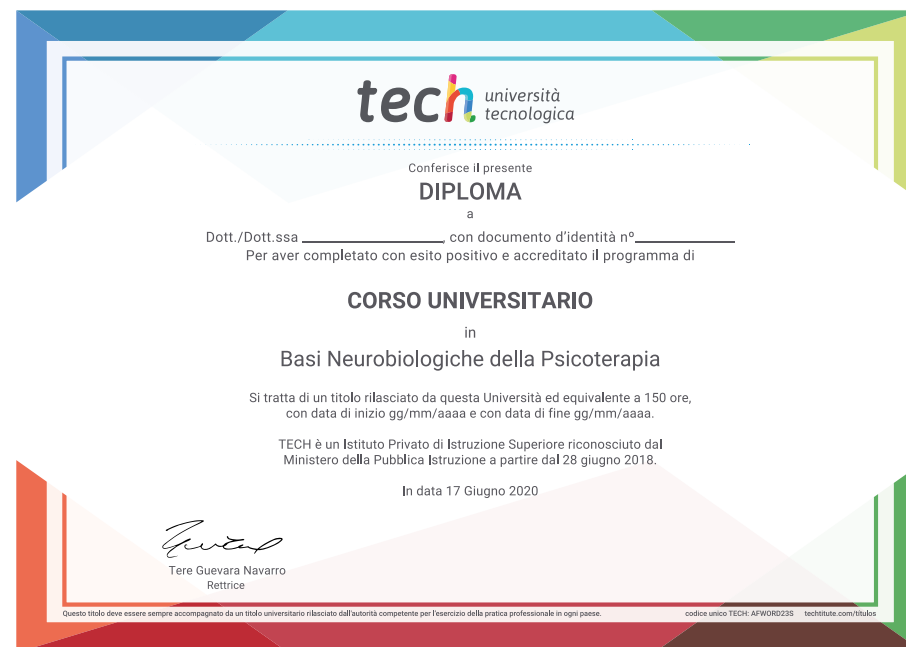 tech università
tecnologica
Conferisce il presente
DIPLOMA
a
Dott./Dott.ssa ____________________, con documento d'identità nº______________
Per aver completato con esito positivo e accreditato il programma di
CORSO UNIVERSITARIO
in
Basi Neurobiologiche della Psicoterapia
Si tratta di un titolo rilasciato da questa Università ed equivalente a 150 ore,
con data di inizio gg/mm/aaaa e con data di fine gg/mm/aaaa.
TECH è un Istituto Privato di Istruzione Superiore riconosciuto dal
Ministero della Pubblica Istruzione a partire dal 28 giugno 2018.
In data 17 Giugno 2020
Tere Guevara Navarro
Rettrice
Questo titolo deve essere sempre accompagnato da un titolo universitario rilasciato dall'autorità competente per l'esercizio della pratica professionale in ogni paese. codice unico TECH: AFWORD23S techtitute.com/títulos